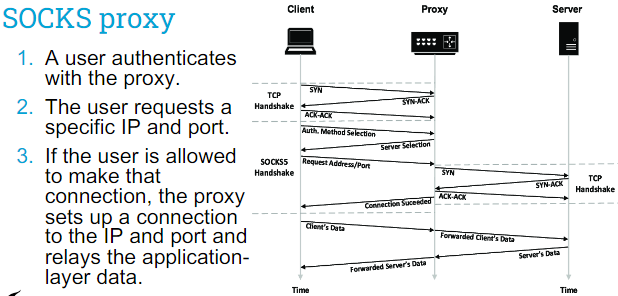 SOCKS proxy
1. A user authenticates
with the proxy.
2. The user requests a
specific IP and port.
3. If the user is allowed
to make that
connection, the proxy
sets up a connection
to the IP and port and
relays the application-
layer data.
Client
Proxy
Server
TCP
Handshake
SYN
SYN-ACK
ACK-ACK
Auth. Method Selection
Server Selection
SOCKS5
Handshake
Request Address/Port
SYN
SYN-ACK
ACK-ACK
TCP
Handshake
Connection Suceeded
Client's Data
Forwarded Client's Data
Server's Data
Forwarded Server's Data
Time
Time